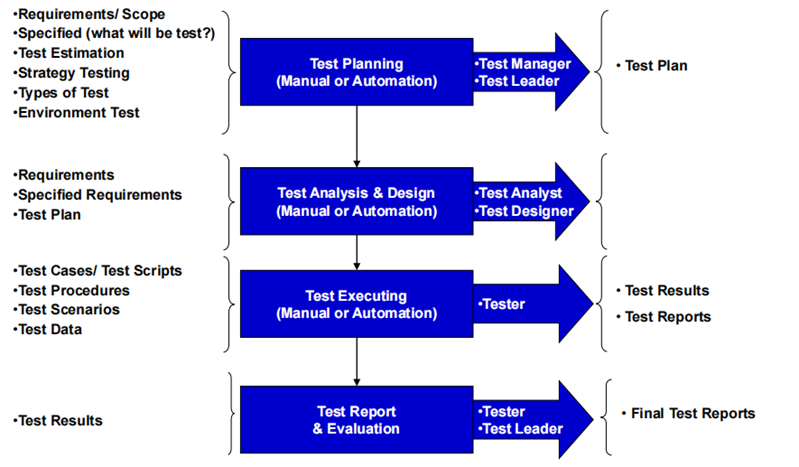 •Requirements/ Scope
•Specified (what will be test?)
•Test Estimation
•Strategy Testing
•Types of Test
•Environment Test
Test Planning
(Manual or Automation)
•Test Manager
•Test Leader
• Test Plan
•Requirements
•Specified Requirements
•Test Plan
Test Analysis & Design
(Manual or Automation)
•Test Analyst
•Test Designer
•Test Cases/ Test Scripts
•Test Procedures
•Test Scenarios
•Test Data
Test Executing
(Manual or Automation)
•Tester
• Test Results
• Test Reports
•Test Results
Test Report
& Evaluation
•Tester
•Test Leader
• Final Test Reports